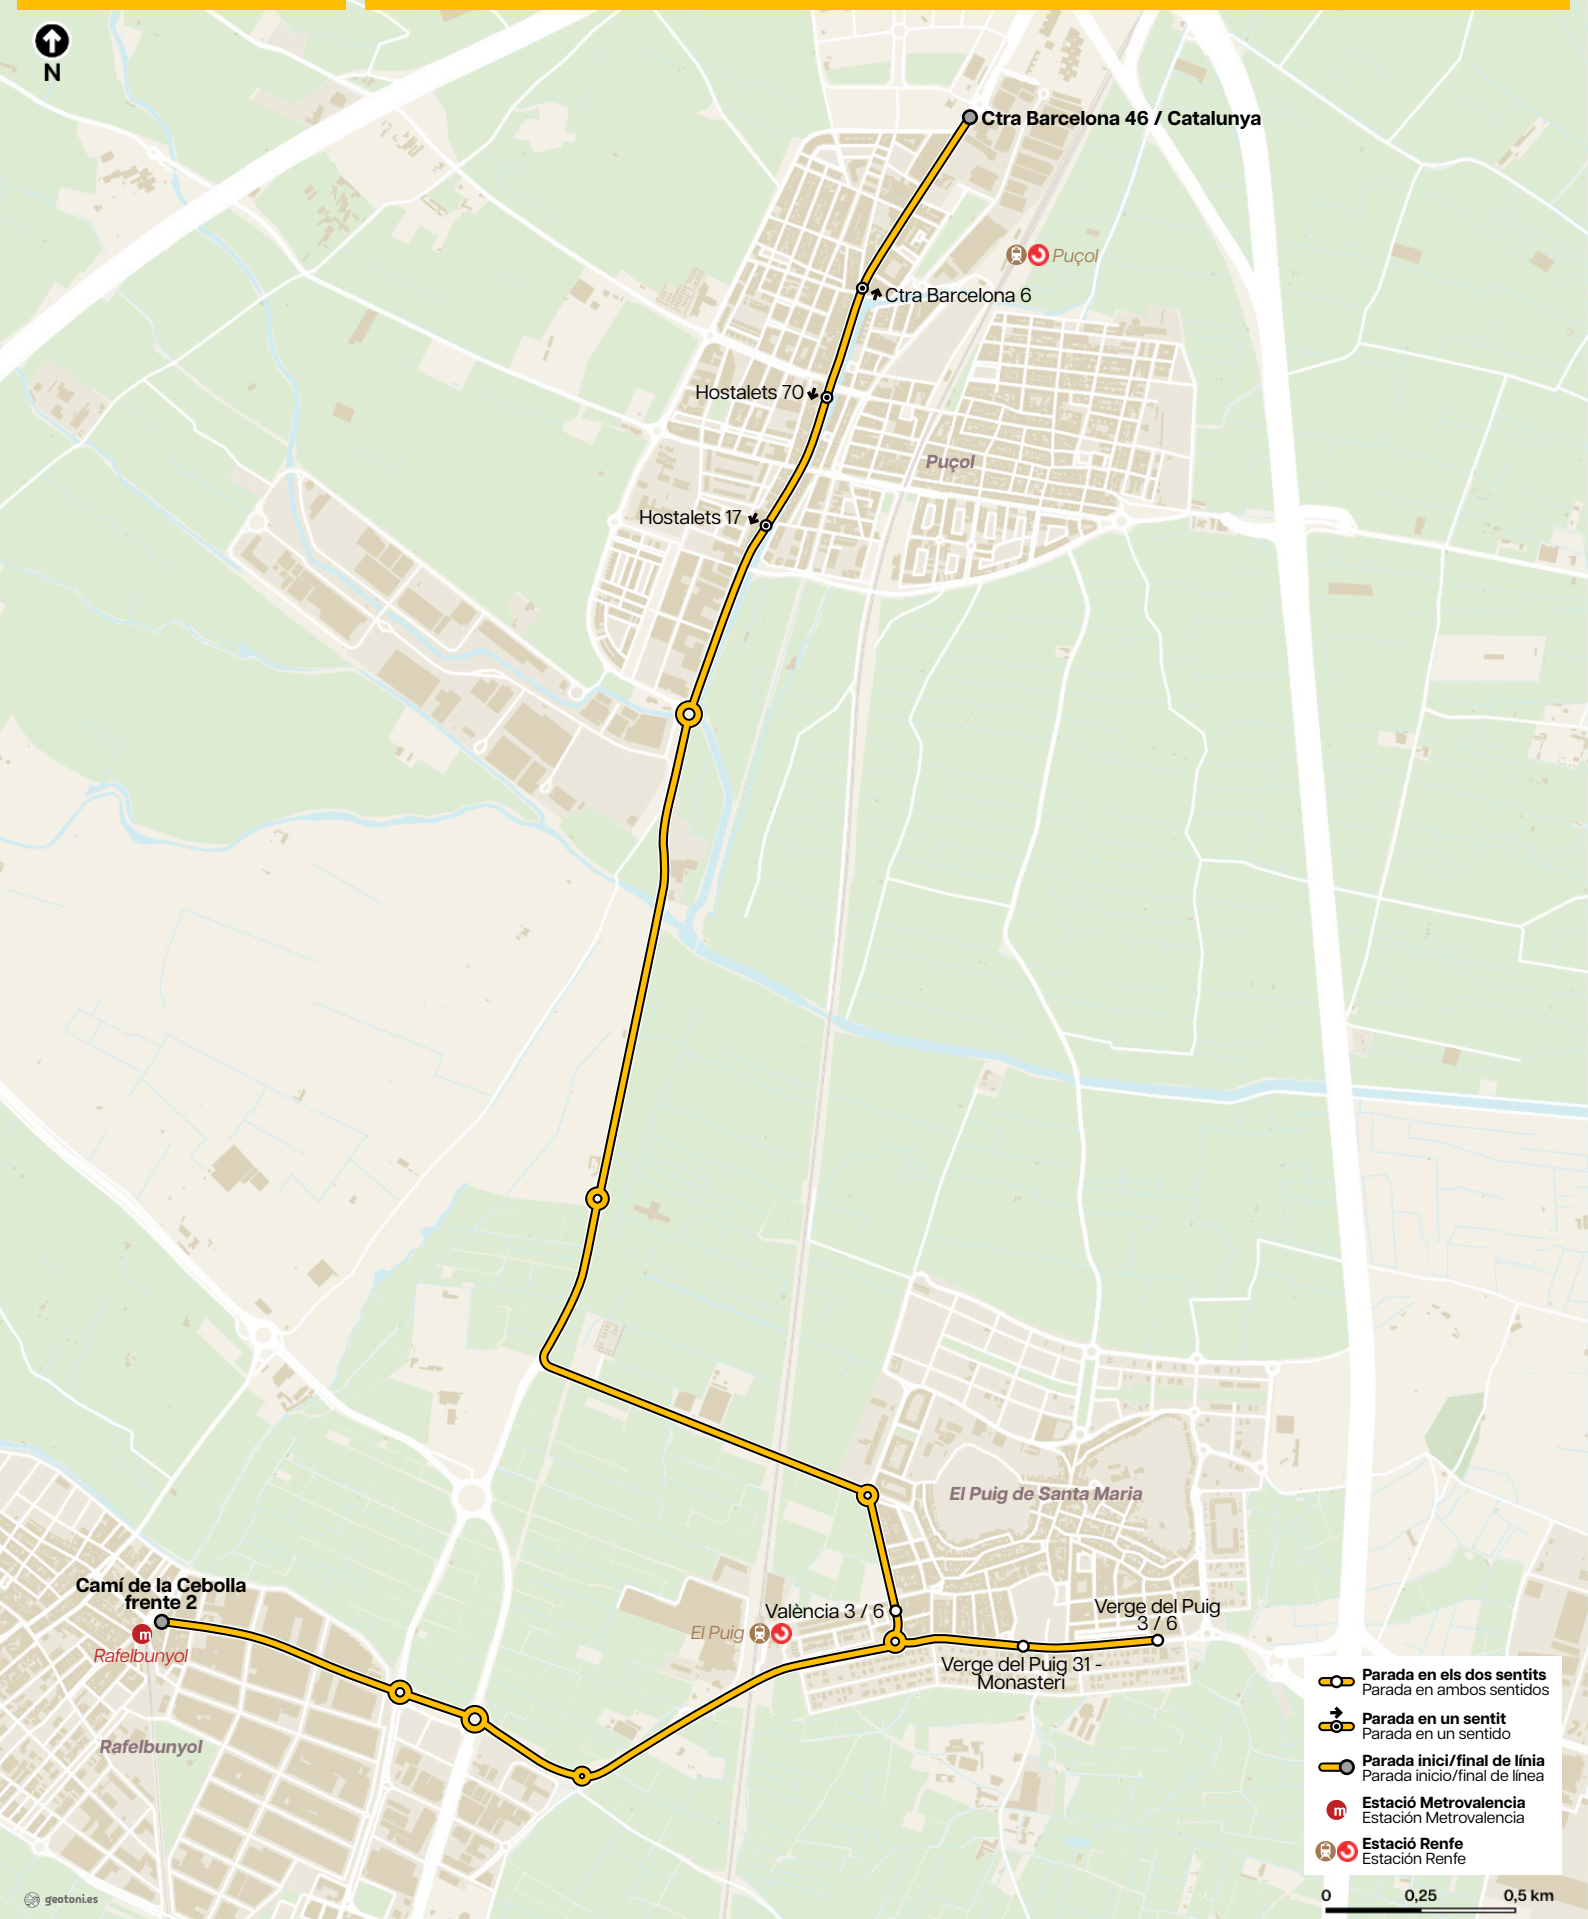 N
Ctra Barcelona 46 / Catalunya
Puçol
Ctra Barcelona 6
Hostalets 70
Puçol
Hostalets 17
El Puig de Santa Maria
Camí de la Cebolla
frente 2
m
Rafelbunyol
València 3 / 6
El Puig
Verge del Puig
3 / 6
Verge del Puig 31 -
Monasteri
Rafelbunyol
Parada en els dos sentits
Parada en ambos sentidos
Parada en un sentit
Parada en un sentido
Parada inici/final de línia
Parada inicio/final de línea
m
Estació Metrovalencia
Estación Metrovalencia
Estació Renfe
Estación Renfe
geotoni.es
0 0,25 0,5 km